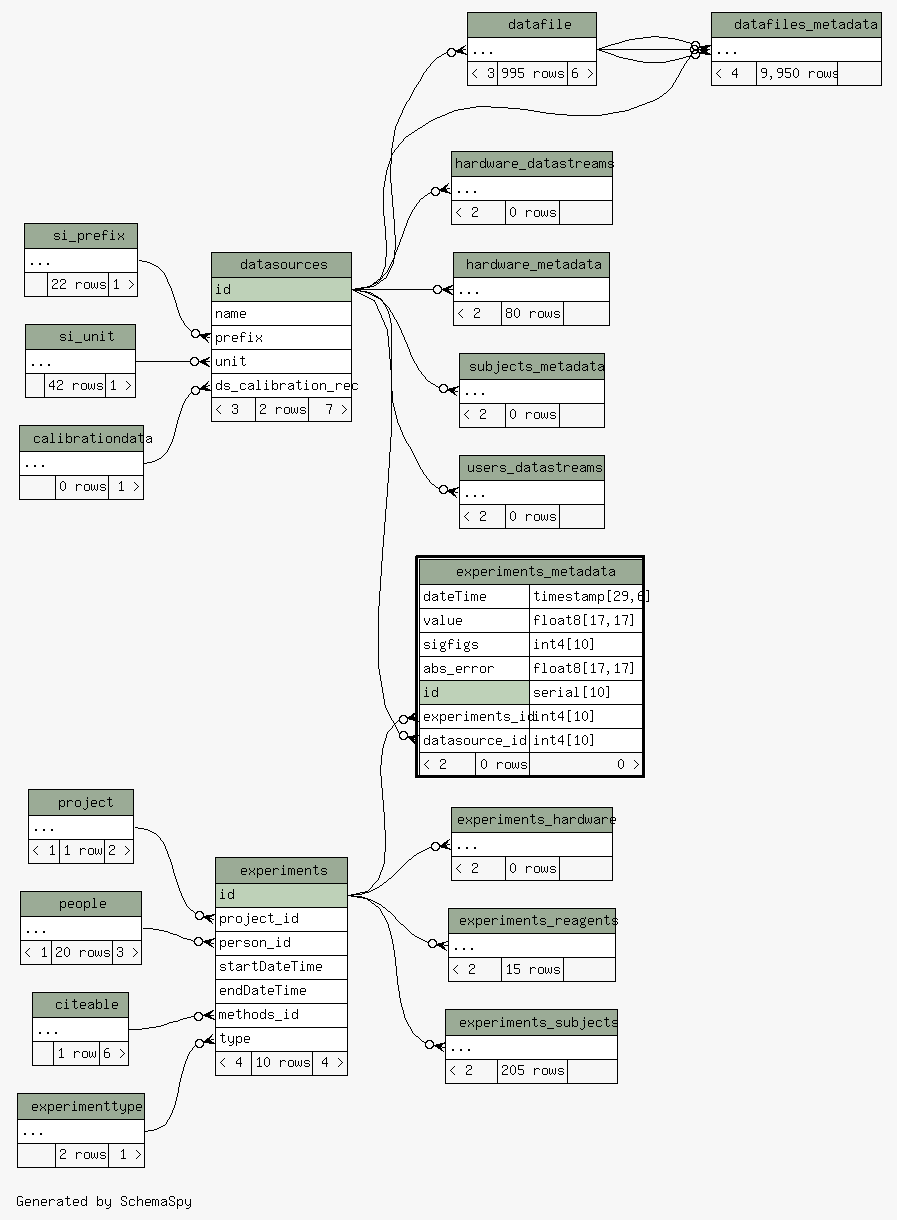 datafile
...
< 3 995 rows 6 >
datafiles_metadata
...
< 4 9,950 rows
hardware_datastreams
...
< 2 0 rows
si_prefix
...
22 rows 1 >
datasources
id
name
prefix
unit
ds_calibration_rec
< 3 2 rows 7 >
hardware_metadata
...
< 2 80 rows
si_unit
...
42 rows 1 >
subjects_metadata
...
< 2 0 rows
calibrationdata
...
0 rows 1 >
users_datastreams
...
< 2 0 rows
experiments_metadata
dateTime timestamp[29,6]
value float8[17,17]
sigfigs int4[10]
abs_error float8[17,17]
id serial[10]
experiments_id int4[10]
datasource_id int4[10]
< 2 0 rows 0 >
project
...
< 1 1 row 2 >
experiments_hardware
...
< 2 0 rows
experiments
id
project_id
person_id
startDateTime
endDateTime
methods_id
type
< 4 10 rows 4 >
people
...
< 1 20 rows 3 >
experiments_reagents
...
< 2 15 rows
citeable
...
1 row 6 >
experiments_subjects
...
< 2 205 rows
experimenttype
...
2 rows 1 >
Generated by SchemaSpy